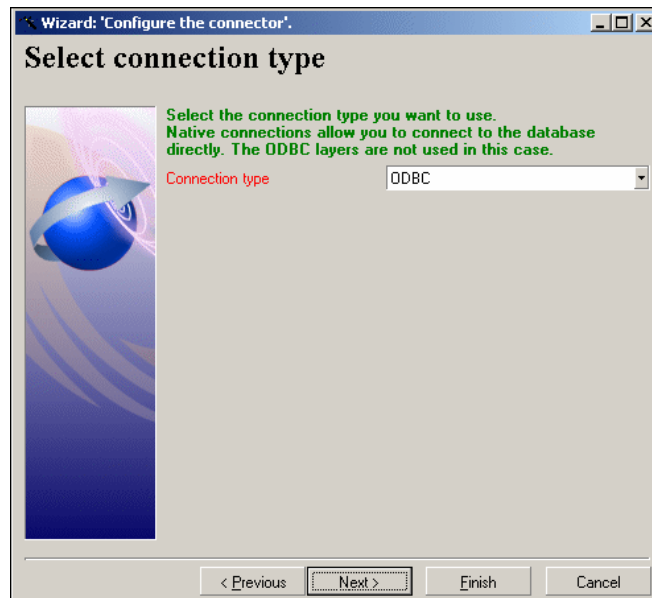 Wizard: 'Configure the connector'.
Select connection type
Select the connection type you want to use.
Native connections allow you to connect to the database
directly. The ODBC layers are not used in this case.
Connection type ODBC
< Previous Next > Finish Cancel